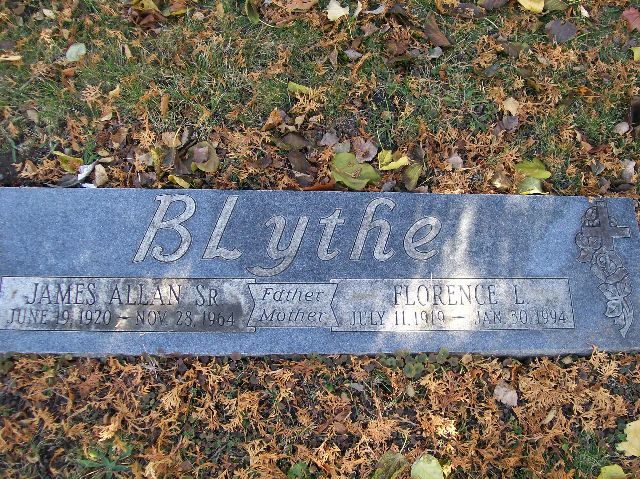 BLythe
JAMES ALLAN SR.
JUNE 19, 1920 — NOV. 28, 1964
Father
Mother
FLORENCE L.
JULY 11, 1919 — JAN. 30, 1994